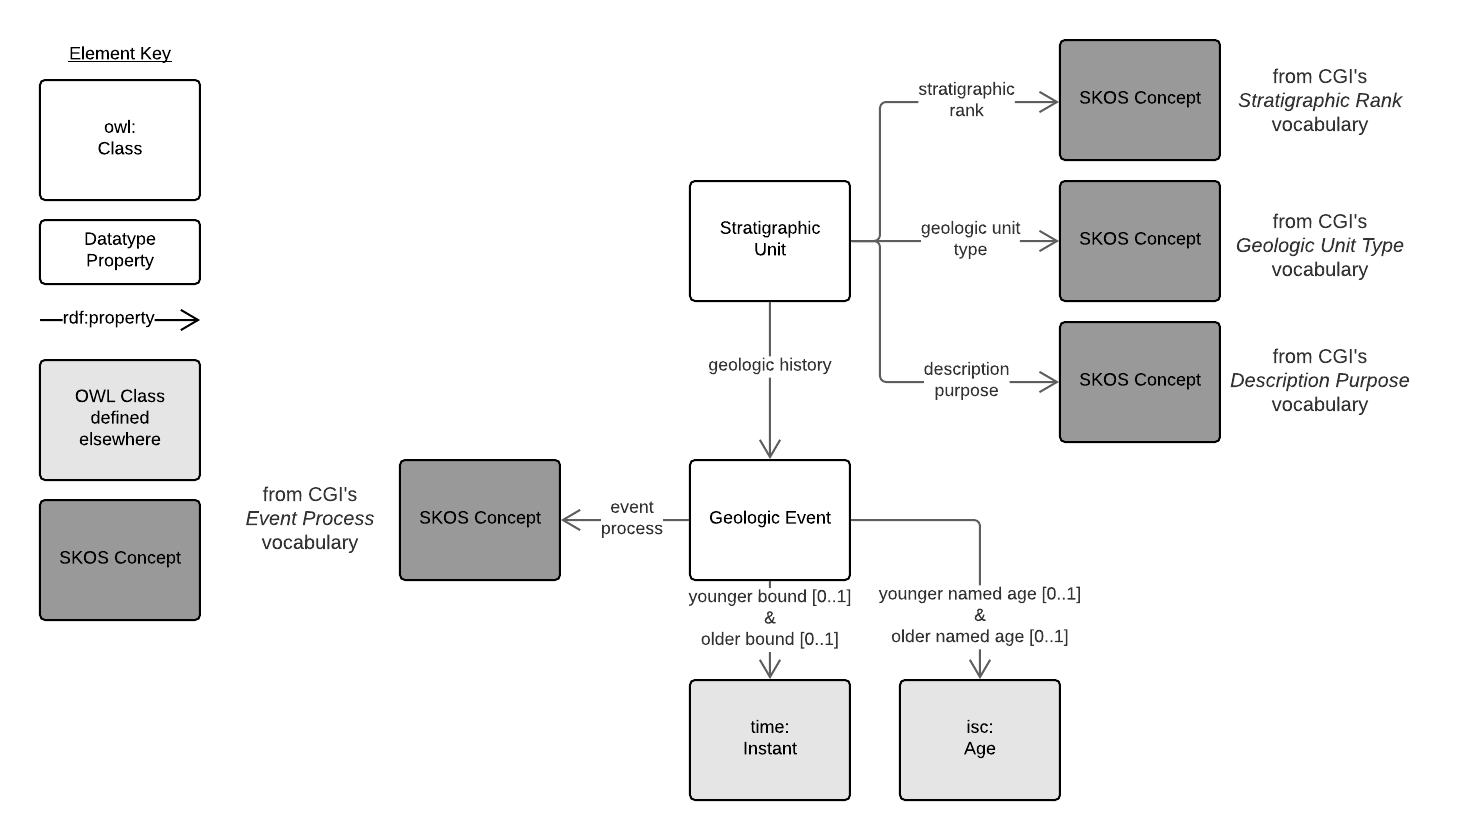 Element Key
owl:
Class
Datatype
Property
rdf:property
OWL Class
defined
elsewhere
SKOS Concept
stratigraphic
rank
SKOS Concept
from CGI's
Stratigraphic Rank
vocabulary
Stratigraphic
Unit
geologic unit
type
SKOS Concept
from CGI's
Geologic Unit Type
vocabulary
geologic history
description
purpose
SKOS Concept
from CGI's
Description Purpose
vocabulary
from CGI's
Event Process
vocabulary
SKOS Concept
event
process
Geologic Event
younger bound [0..1]
&
older bound [0..1]
younger named age [0..1]
&
older named age [0..1]
time:
Instant
isc:
Age